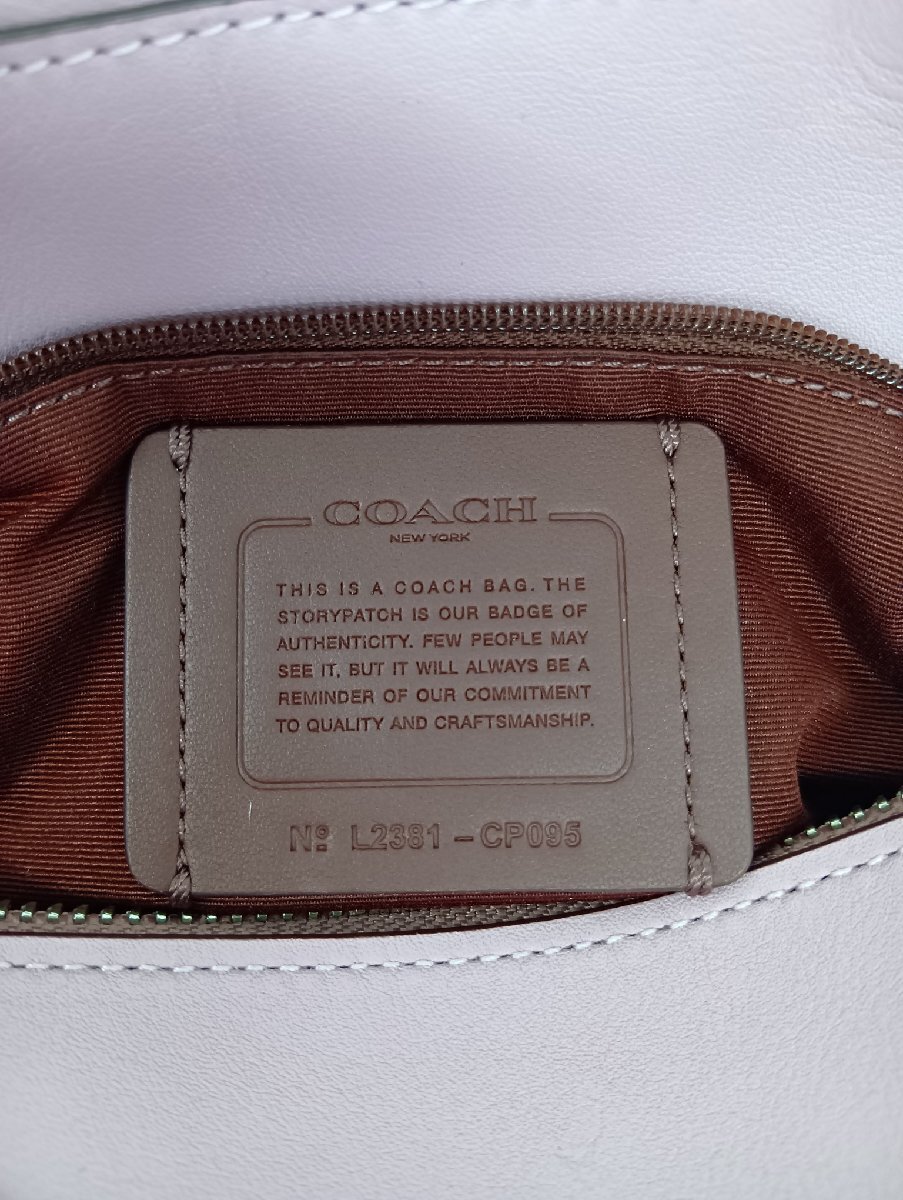 COACH
NEW YORK
THIS IS A COACH BAG. THE
STORYPATCH IS OUR BADGE OF
AUTHENTICITY. FEW PEOPLE MAY
SEE IT, BUT IT WILL ALWAYS BE A
REMINDER OF OUR COMMITMENT
TO QUALITY AND CRAFTSMANSHIP.
Nº L2381-CP095